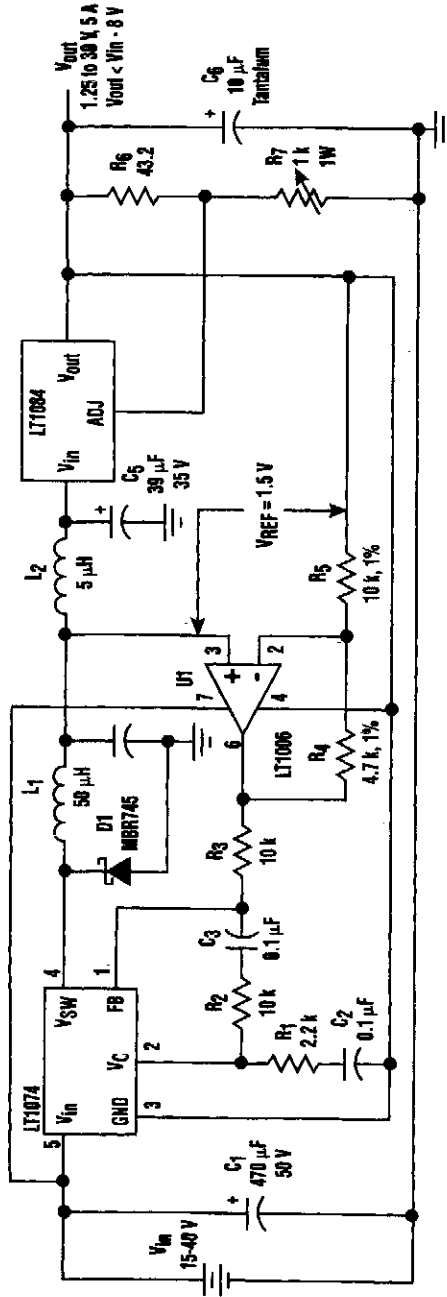 LT1074
5
Vin
VSW
4
FB
1
VC
2
GND
3
Vin
15-40 V
C1
470 µF
50 V
R1
2.2 k
C2
0.1 µF
R2
10 k
C3
0.1 µF
R3
10 k
D1
MBR745
L1
58 µH
L2
5 µH
U1
7
3
2
6
4
LT1006
R4
4.7 k, 1%
R5
10 k, 1%
VREF = 1.5 V
C5
39 µF
35 V
LT1084
Vin
Vout
ADJ
R6
43.2
R7
1 k
1W
C6
10 µF
Tantalum
Vout
1.25 to 30 V, 5 A
Vout < Vin - 8 V